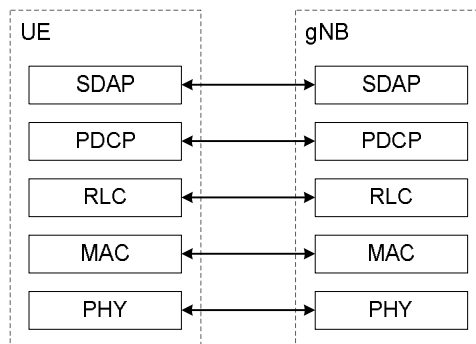 UE gNB
SDAP SDAP
PDCP PDCP
RLC RLC
MAC MAC
PHY PHY